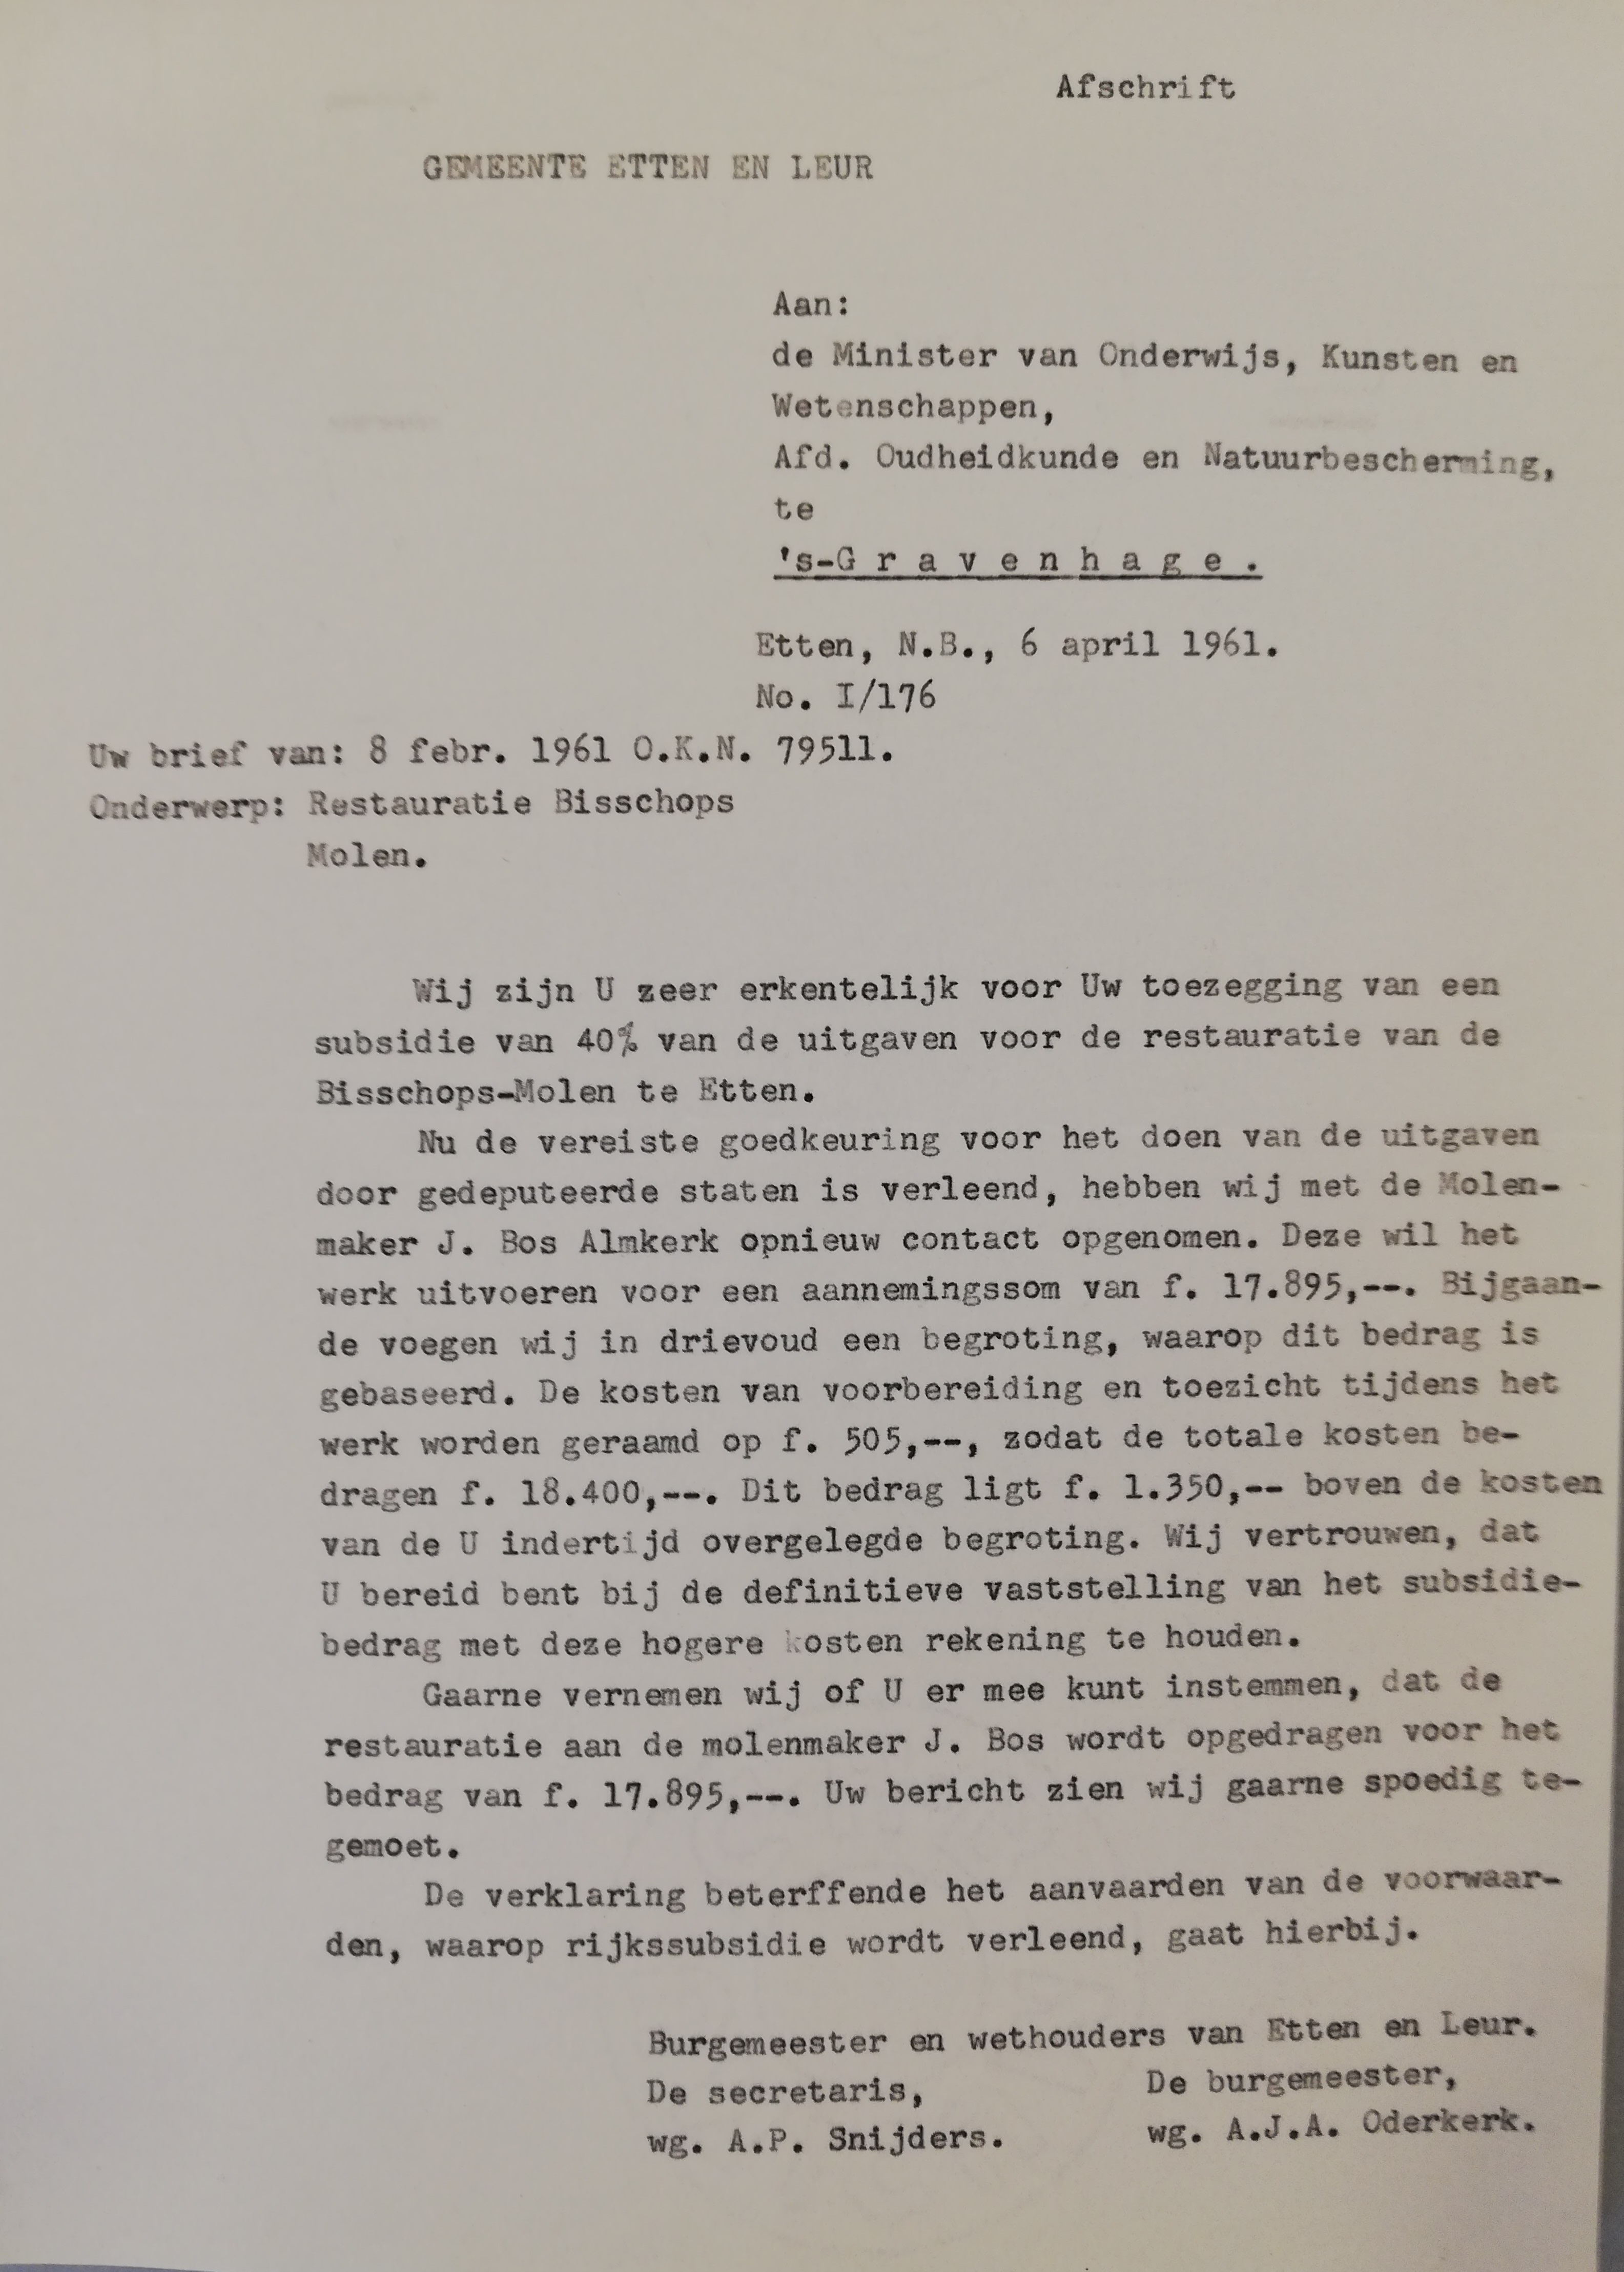 Afschrift
GEMEENTE ETTEN EN LEUR
Aan:
de Minister van Onderwijs, Kunsten en
Wetenschappen,
Afd. Oudheidkunde en Natuurbescherming,
te
's-G r a v e n h a g e .
Etten, N.B., 6 april 1961.
No. I/176
Uw brief van: 8 febr. 1961 O.K.N. 79511.
Onderwerp: Restauratie Bisschops
Molen.
Wij zijn U zeer erkentelijk voor Uw toezegging van een
subsidie van 40% van de uitgaven voor de restauratie van de
Bisschops-Molen te Etten.
Nu de vereiste goedkeuring voor het doen van de uitgaven
door gedeputeerde staten is verleend, hebben wij met de Molen-
maker J. Bos Almkerk opnieuw contact opgenomen. Deze wil het
werk uitvoeren voor een aannemingssom van f. 17.895,--. Bijgaan-
de voegen wij in drievoud een begroting, waarop dit bedrag is
gebaseerd. De kosten van voorbereiding en toezicht tijdens het
werk worden geraamd op f. 505,--, zodat de totale kosten be-
dragen f. 18.400,--. Dit bedrag ligt f. 1.350,-- boven de kosten
van de U indertijd overgelegde begroting. Wij vertrouwen, dat
U bereid bent bij de definitieve vaststelling van het subsidie-
bedrag met deze hogere kosten rekening te houden.
Gaarne vernemen wij of U er mee kunt instemmen, dat de
restauratie aan de molenmaker J. Bos wordt opgedragen voor het
bedrag van f. 17.895,--. Uw bericht zien wij gaarne spoedig te-
gemoet.
De verklaring beterffende het aanvaarden van de voorwaar-
den, waarop rijkssubsidie wordt verleend, gaat hierbij.
Burgemeester en wethouders van Etten en Leur.
De secretaris, De burgemeester,
wg. A.P. Snijders. wg. A.J.A. Oderkerk.